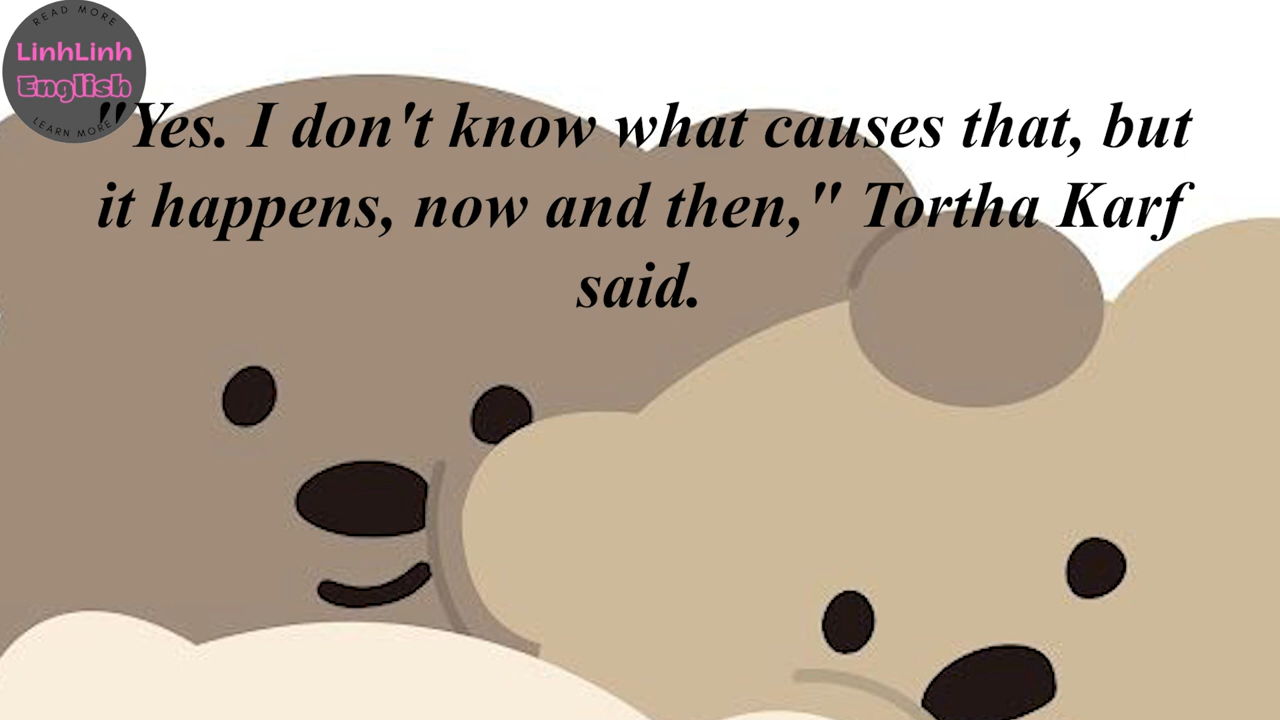 READ MORE
LinhLinh
English
LEARN MORE
"Yes. I don't know what causes that, but
it happens, now and then," Tortha Karf
said.